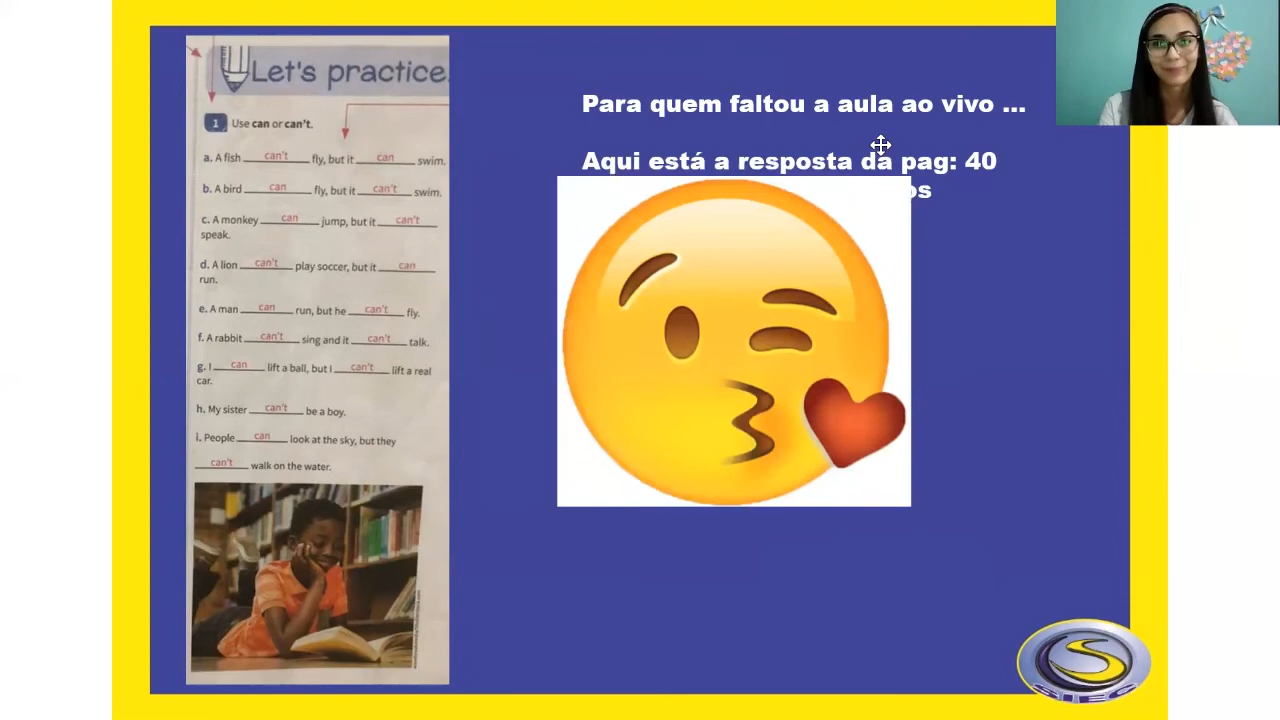 Let's practice
1 Use can or can't.
a. A fish can't fly, but it can swim.
b. A bird can fly, but it can't swim.
c. A monkey can jump, but it can't
speak.
d. A lion can't play soccer, but it can
run.
e. A man can run, but he can't fly.
f. A rabbit can't sing and it can't talk.
g. I can lift a ball, but I can't lift a real
car.
h. My sister can't be a boy.
i. People can look at the sky, but they
can't walk on the water.
Para quem faltou a aula ao vivo ...
Aqui está a resposta da pag: 40
os
SIEC